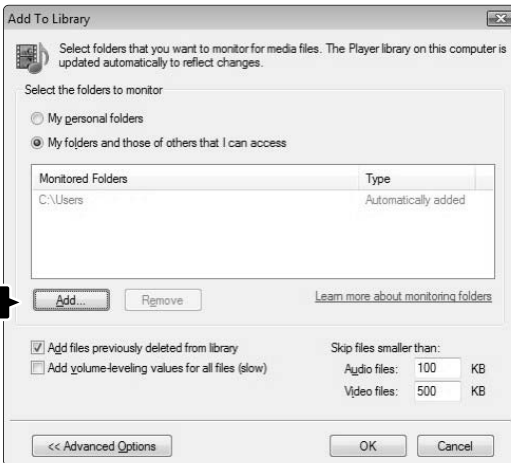 Add To Library
Select folders that you want to monitor for media files. The Player library on this computer is
updated automatically to reflect changes.
Select the folders to monitor
My personal folders
My folders and those of others that I can access
Monitored Folders Type
C:\Users Automatically added
Add... Remove Learn more about monitoring folders
Add files previously deleted from library Skip files smaller than:
Add volume-leveling values for all files (slow) Audio files: 100 KB
Video files: 500 KB
<< Advanced Options OK Cancel